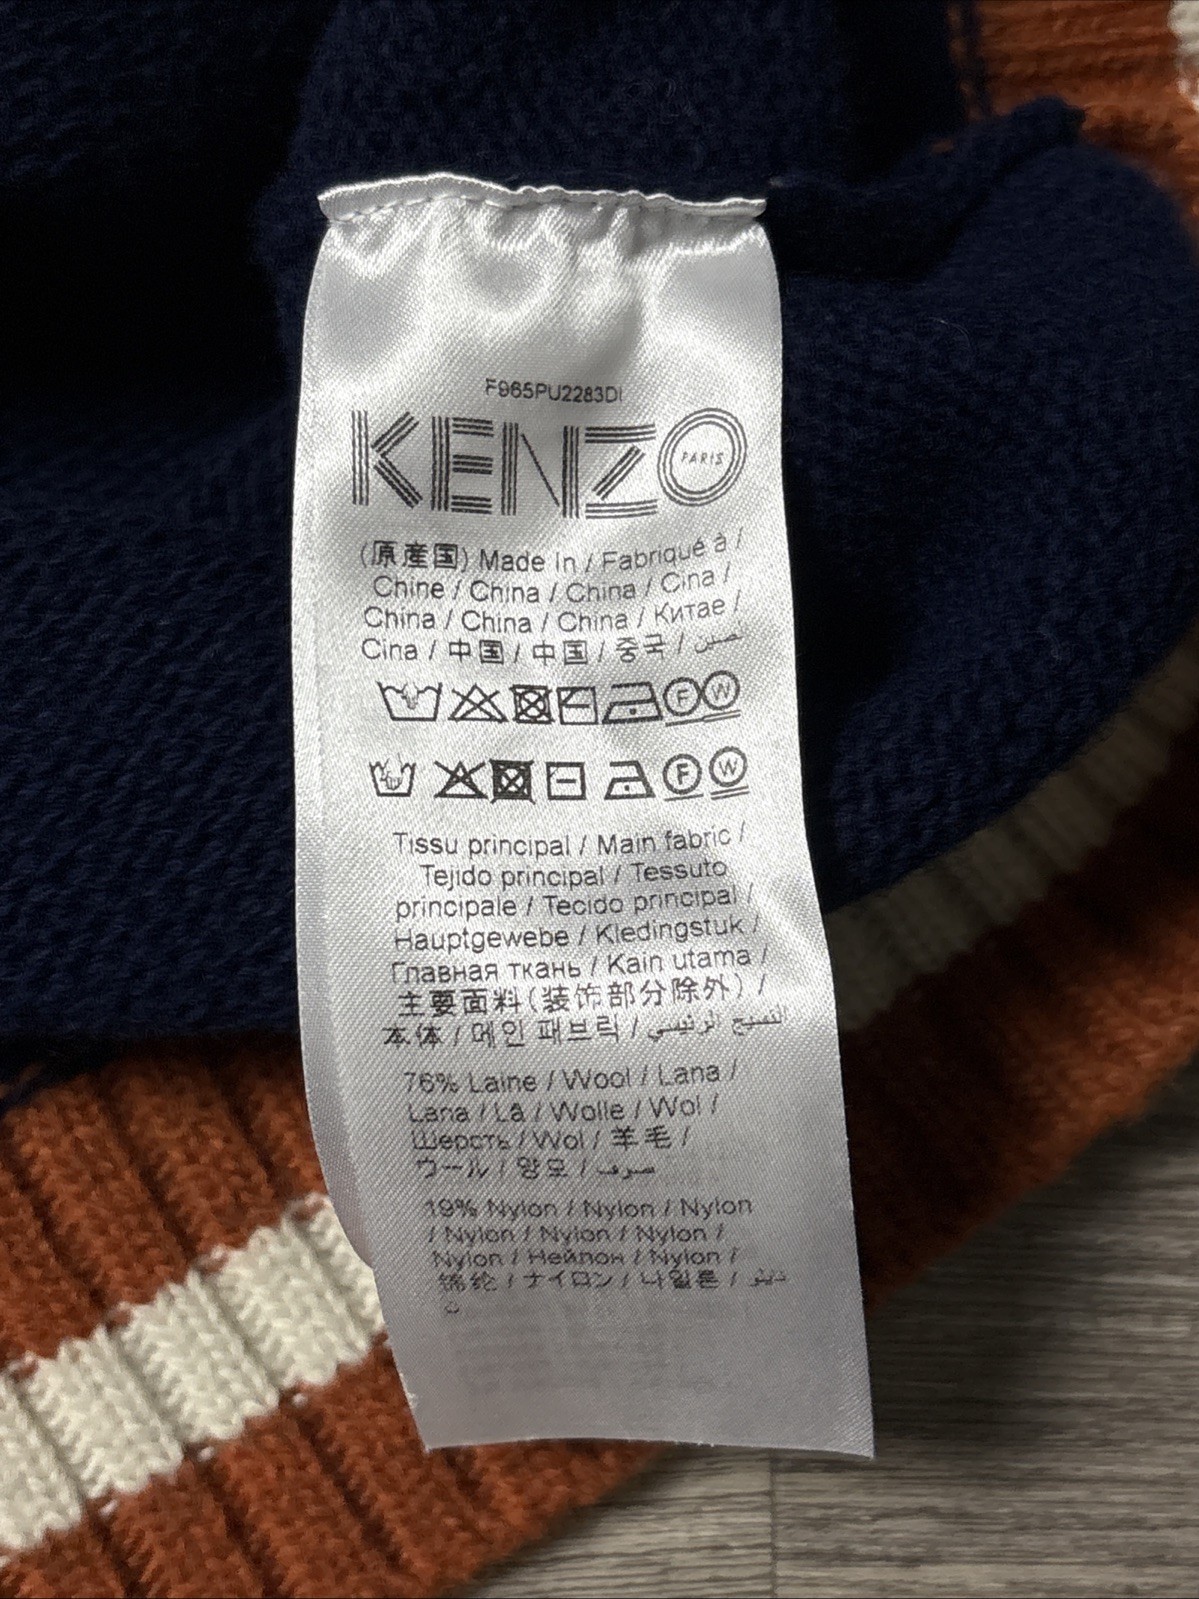 F965PU2283DI
KENZO
PARIS
(原産国) Made In / Fabriqué à /
Chine / China / China / Cina /
China / China / China / Китае /
Cina / 中国 / 中国 / 중국 /
F W
F W
Tissu principal / Main fabric /
Tejido principal / Tessuto
principale / Tecido principal /
Hauptgewebe / Kledingstuk /
Главная ткань / Kain utama /
主要面料(装饰部分除外) /
本体 / 메인 패브릭 / النسيج الرئيسي
76% Laine / Wool / Lana /
Lana / Lã / Wolle / Wol /
Шерсть / Wol / 羊毛 /
ウール / 양모 / صوف
19% Nylon / Nylon / Nylon
/ Nylon / Nylon / Nylon /
Nylon / Нейлон / Nylon /
锦纶 / ナイロン / 나일론 /